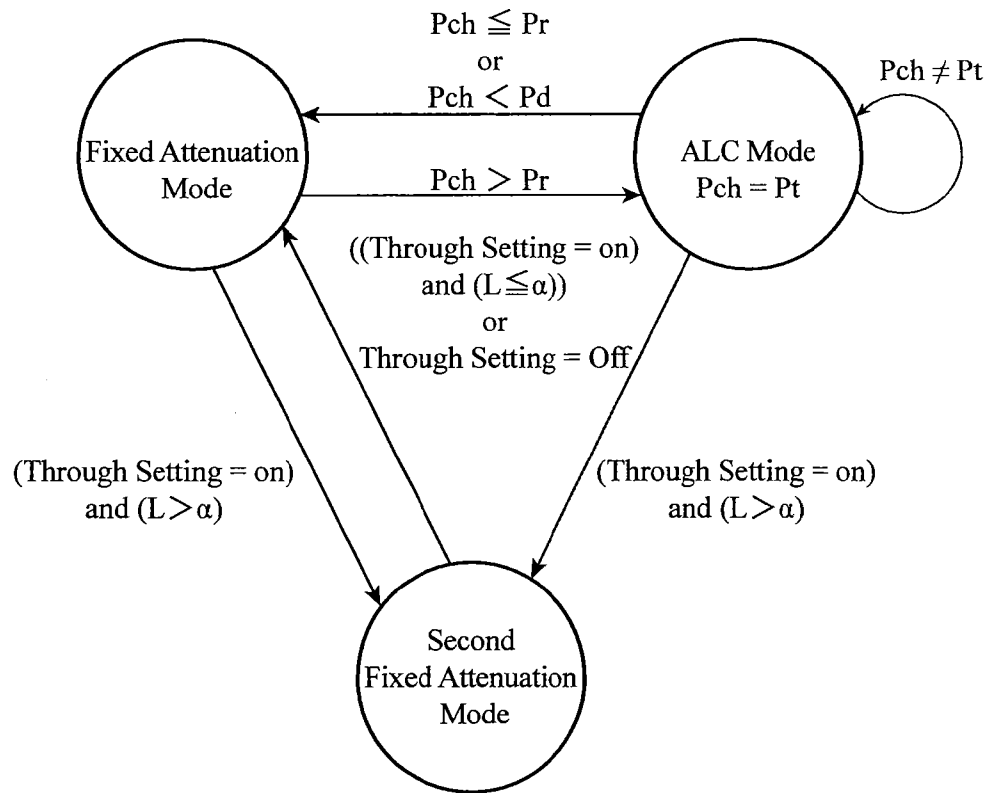 Pch ≦ Pr
or
Pch < Pd
Pch ≠ Pt
Fixed Attenuation
Mode
ALC Mode
Pch = Pt
Pch > Pr
((Through Setting = on)
and (L≦α))
or
Through Setting = Off
(Through Setting = on)
and (L>α)
(Through Setting = on)
and (L>α)
Second
Fixed Attenuation
Mode